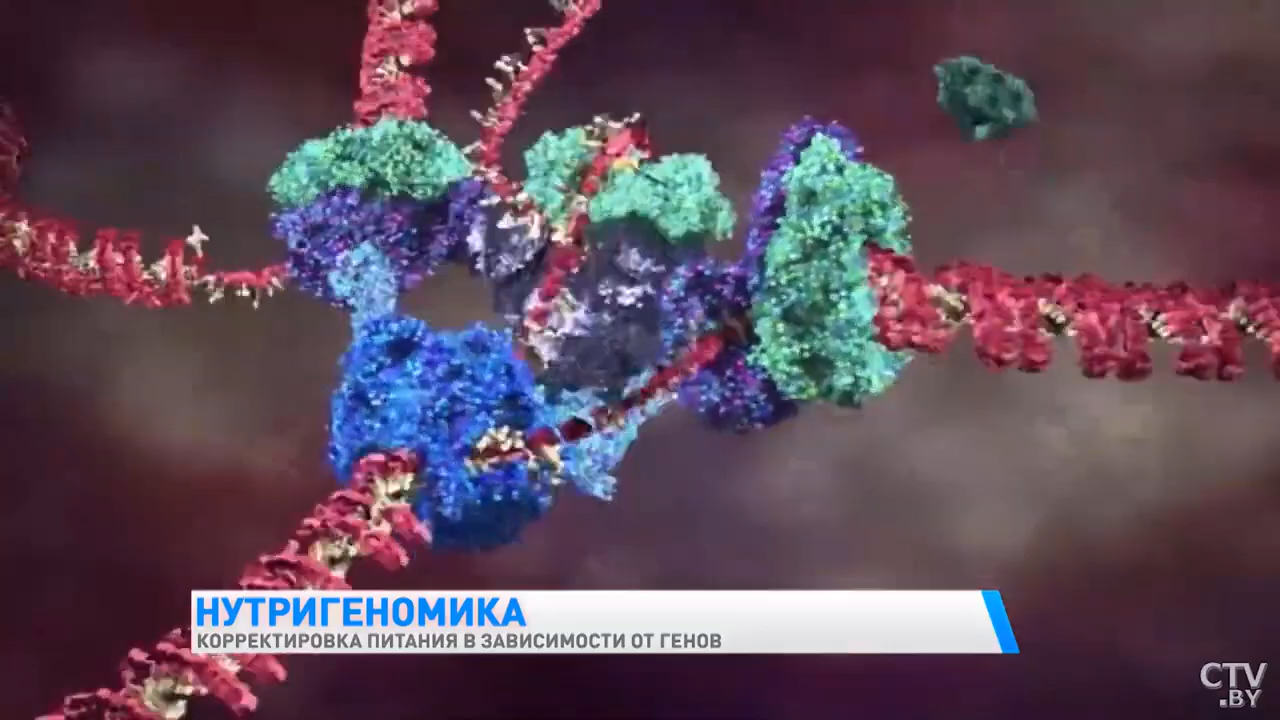 НУТРИГЕНОМИКА
КОРРЕКТИРОВКА ПИТАНИЯ В ЗАВИСИМОСТИ ОТ ГЕНОВ
CTV
.BY